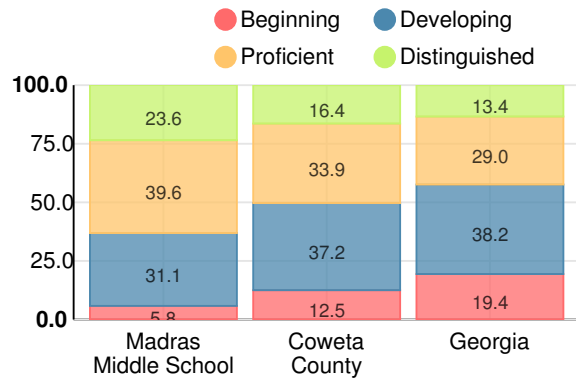 Beginning
Developing
Proficient
Distinguished
100.0
75.0
50.0
25.0
0.0
23.6
39.6
31.1
5.8
16.4
33.9
37.2
12.5
13.4
29.0
38.2
19.4
Madras
Middle School
Coweta
County
Georgia